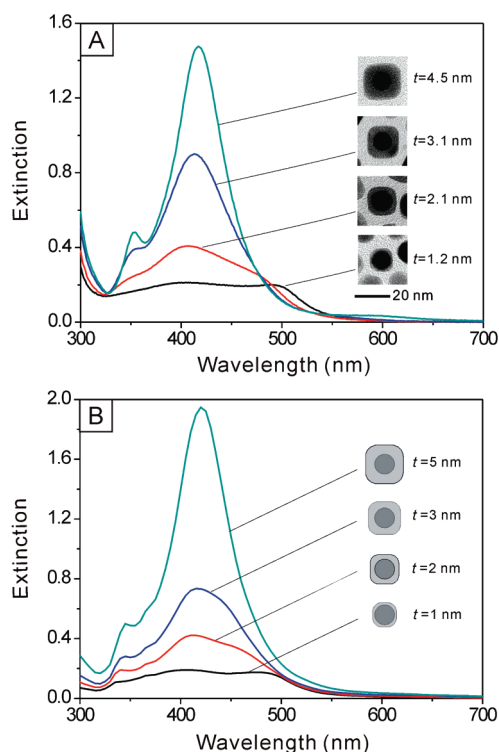 A
1.6
1.2
0.8
0.4
0.0
Extinction
t=4.5 nm
t=3.1 nm
t=2.1 nm
t=1.2 nm
20 nm
300 400 500 600 700
Wavelength (nm)
B
2.0
1.6
1.2
0.8
0.4
0.0
Extinction
t=5 nm
t=3 nm
t=2 nm
t=1 nm
300 400 500 600 700
Wavelength (nm)